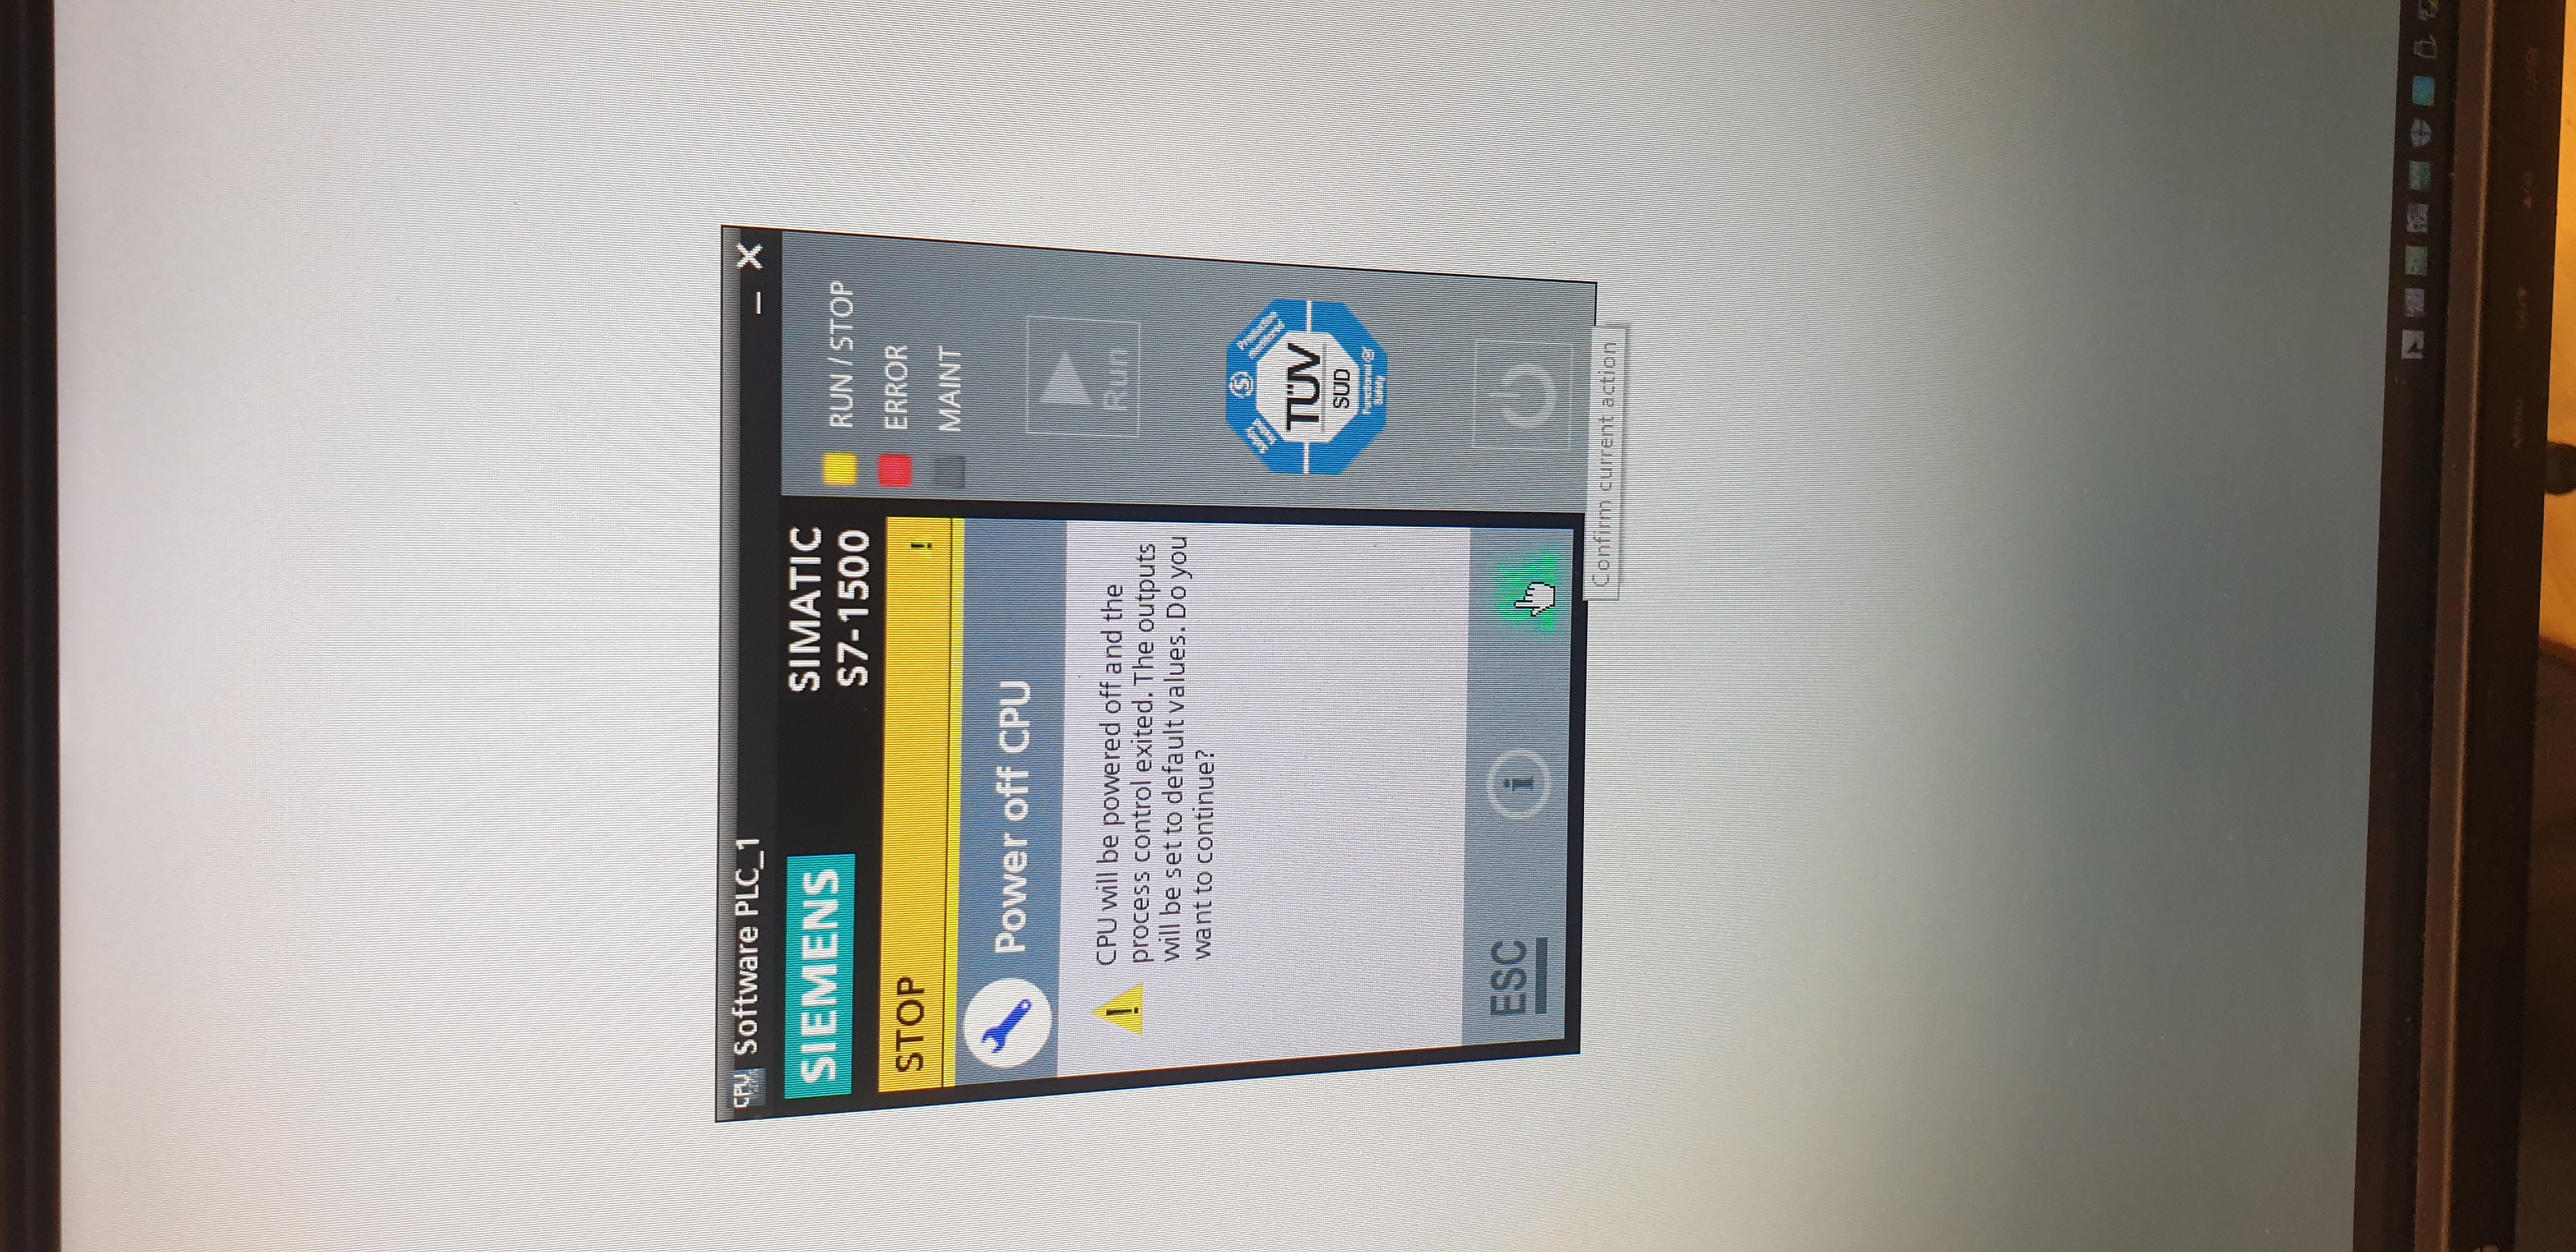 CPU Software PLC_1
SIEMENS
SIMATIC
S7-1500
RUN / STOP
ERROR
MAINT
STOP !
Power off CPU
CPU will be powered off and the
process control exited. The outputs
will be set to default values. Do you
want to continue?
Run
TÜV
SÜD
Functional
Safety
ESC
i
Confirm current action
MENU